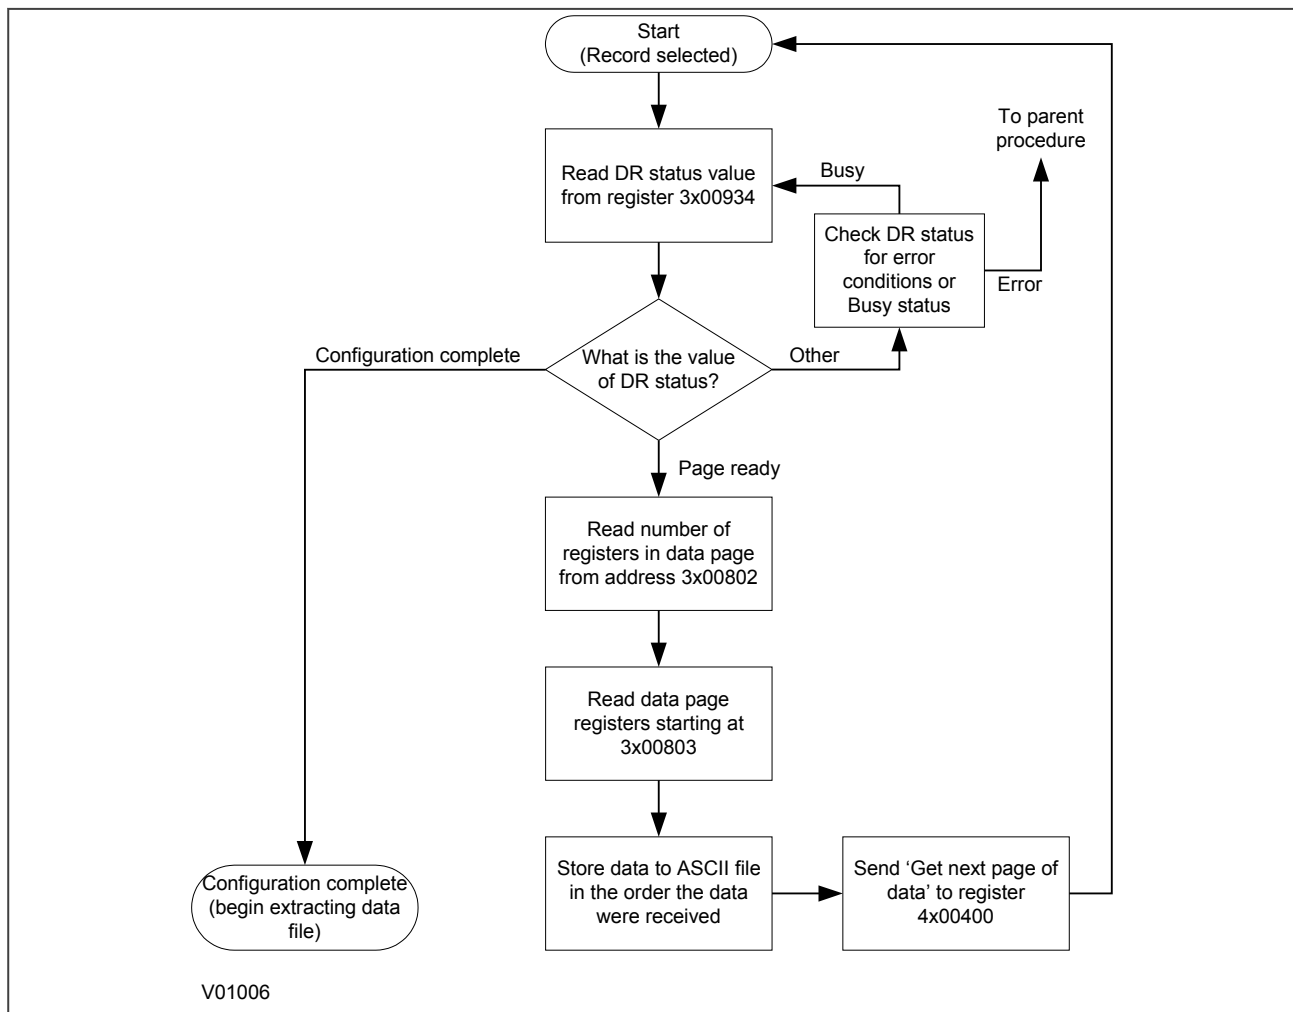 Start
(Record selected)
To parent
procedure
Read DR status value
from register 3x00934
Busy
Check DR status
for error
conditions or
Busy status
Error
Configuration complete
What is the value
of DR status?
Other
Page ready
Read number of
registers in data page
from address 3x00802
Read data page
registers starting at
3x00803
Store data to ASCII file
in the order the data
were received
Send ‘Get next page of
data’ to register
4x00400
Configuration complete
(begin extracting data
file)
V01006